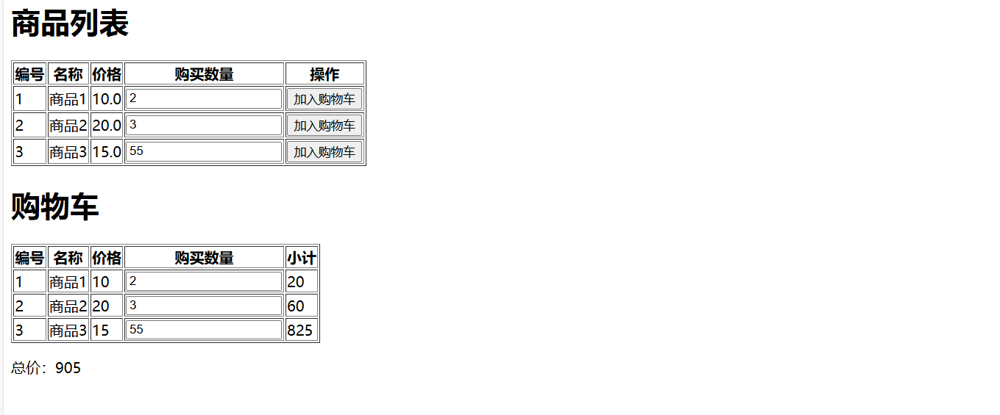 商品列表
编号 名称 价格 购买数量 操作
1 商品1 10.0 2 加入购物车
2 商品2 20.0 3 加入购物车
3 商品3 15.0 55 加入购物车
购物车
编号 名称 价格 购买数量 小计
1 商品1 10 2 20
2 商品2 20 3 60
3 商品3 15 55 825
总价：905